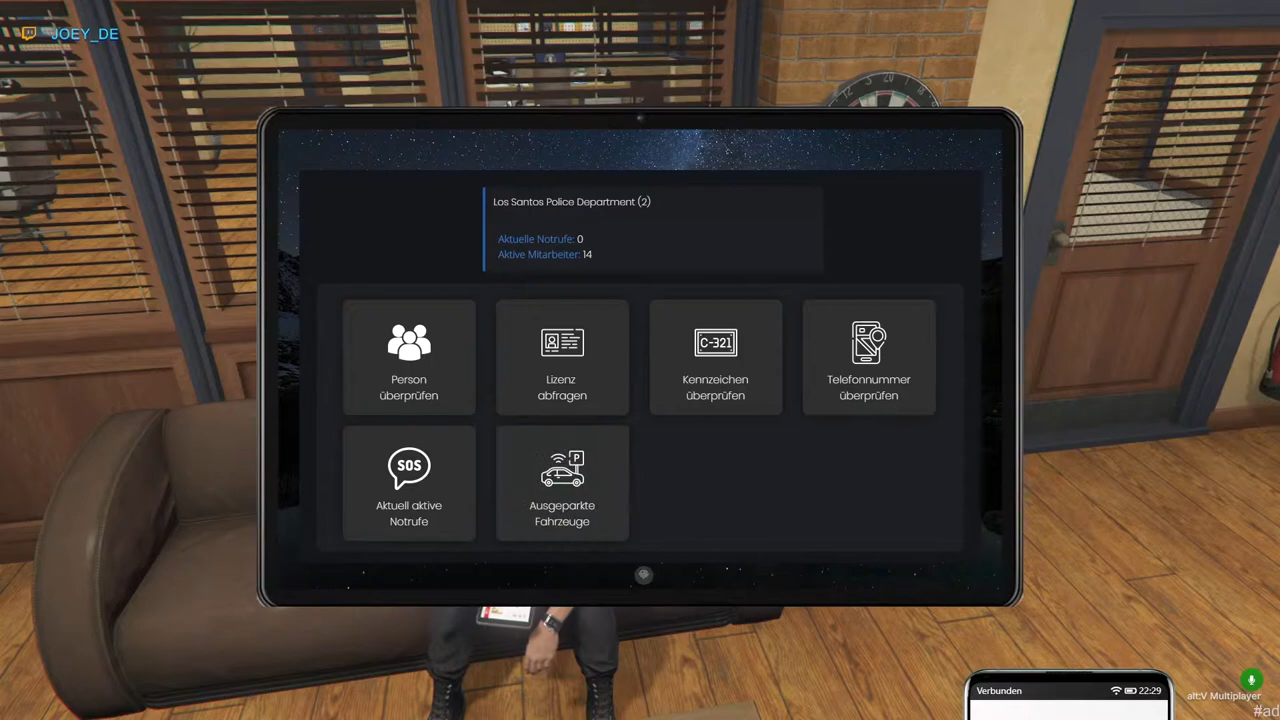 JOEY_DE
Los Santos Police Department (2)
Aktuelle Notrufe: 0
Aktive Mitarbeiter: 14
Person
überprüfen
Lizenz
abfragen
C-321
Kennzeichen
überprüfen
Telefonnummer
überprüfen
SOS
Aktuell aktive
Notrufe
P
Ausgeparkte
Fahrzeuge
Verbunden
22:29
alt:V Multiplayer
#ad